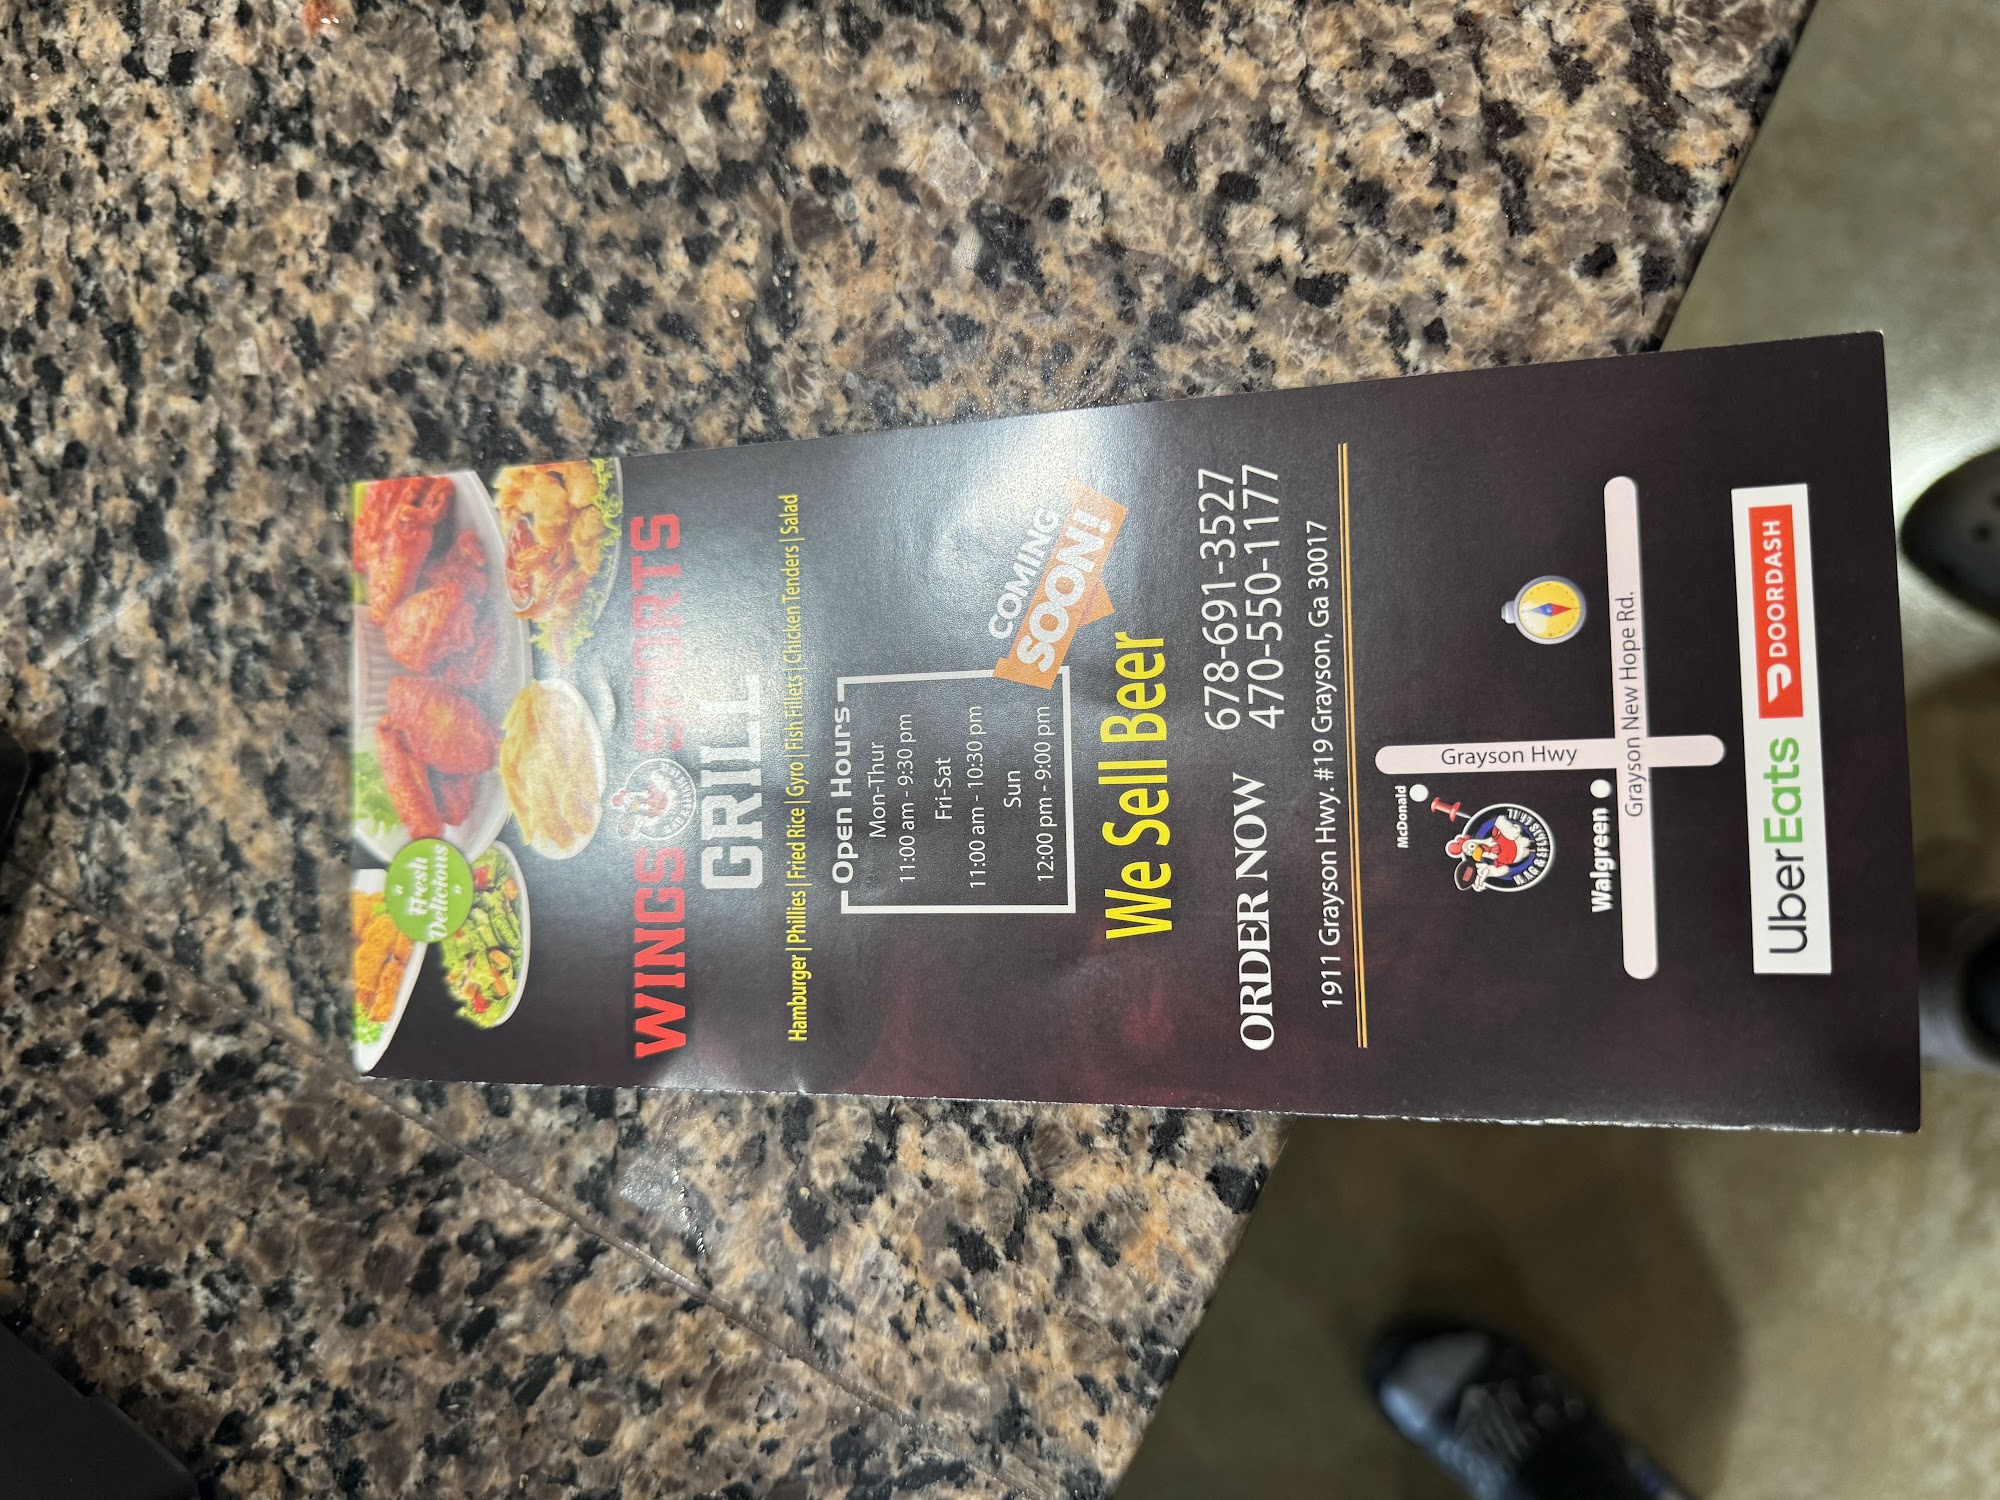 "Fresh
Delicious"
WINGS SPORTS
GRILL
Hamburger | Phillies | Fried Rice | Gyro | Fish Fillets | Chicken Tenders | Salad
Open Hours
Mon-Thur
11:00 am - 9:30 pm
Fri-Sat
11:00 am - 10:30 pm
Sun
12:00 pm - 9:00 pm
COMING
SOON!
We Sell Beer
ORDER NOW
678-691-3527
470-550-1177
1911 Grayson Hwy. #19 Grayson, Ga 30017
McDonald
Grayson Hwy
Walgreen
Grayson New Hope Rd.
Uber Eats
DOORDASH